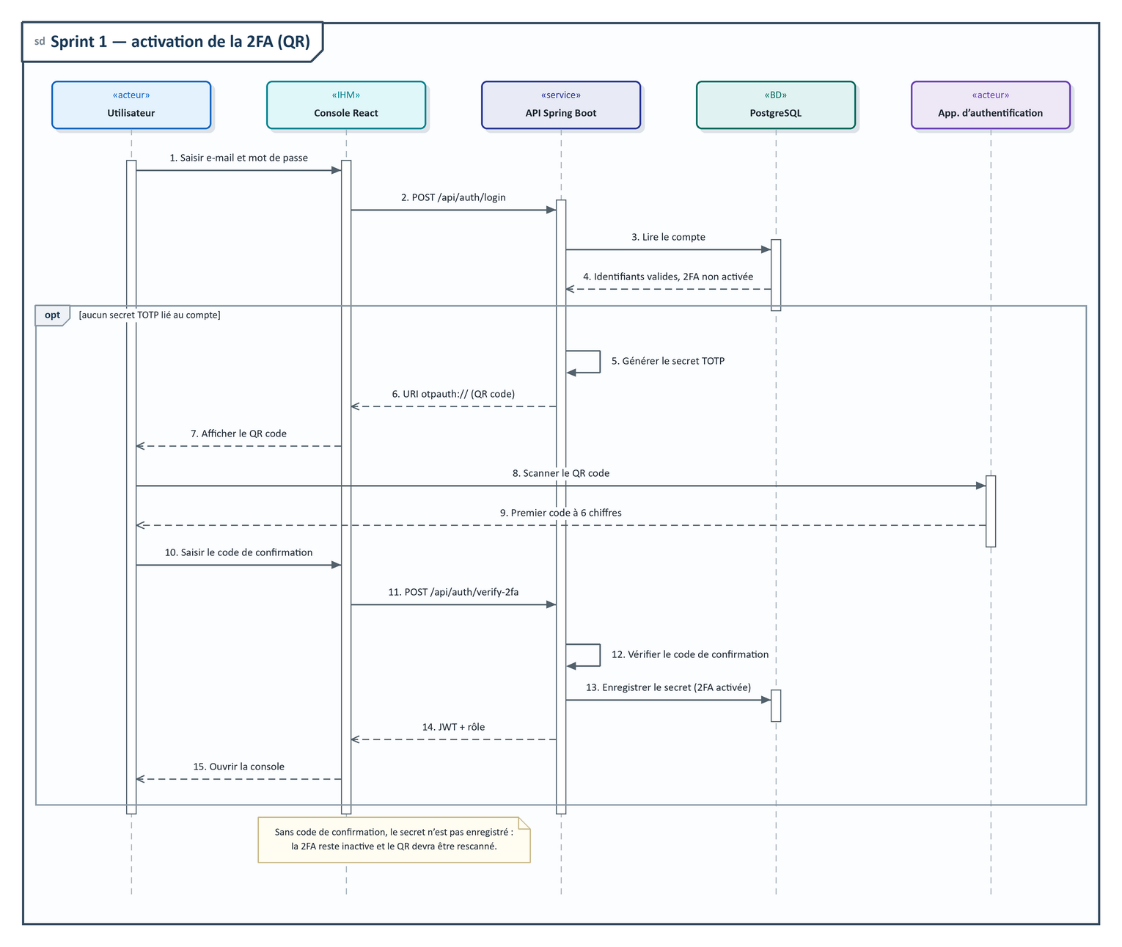 sd Sprint 1 — activation de la 2FA (QR)
«acteur»
Utilisateur
«IHM»
Console React
«service»
API Spring Boot
«BD»
PostgreSQL
«acteur»
App. d’authentification
1. Saisir e-mail et mot de passe
2. POST /api/auth/login
3. Lire le compte
4. Identifiants valides, 2FA non activée
opt [aucun secret TOTP lié au compte]
5. Générer le secret TOTP
6. URI otpauth:// (QR code)
7. Afficher le QR code
8. Scanner le QR code
9. Premier code à 6 chiffres
10. Saisir le code de confirmation
11. POST /api/auth/verify-2fa
12. Vérifier le code de confirmation
13. Enregistrer le secret (2FA activée)
14. JWT + rôle
15. Ouvrir la console
Sans code de confirmation, le secret n’est pas enregistré :
la 2FA reste inactive et le QR devra être rescanné.